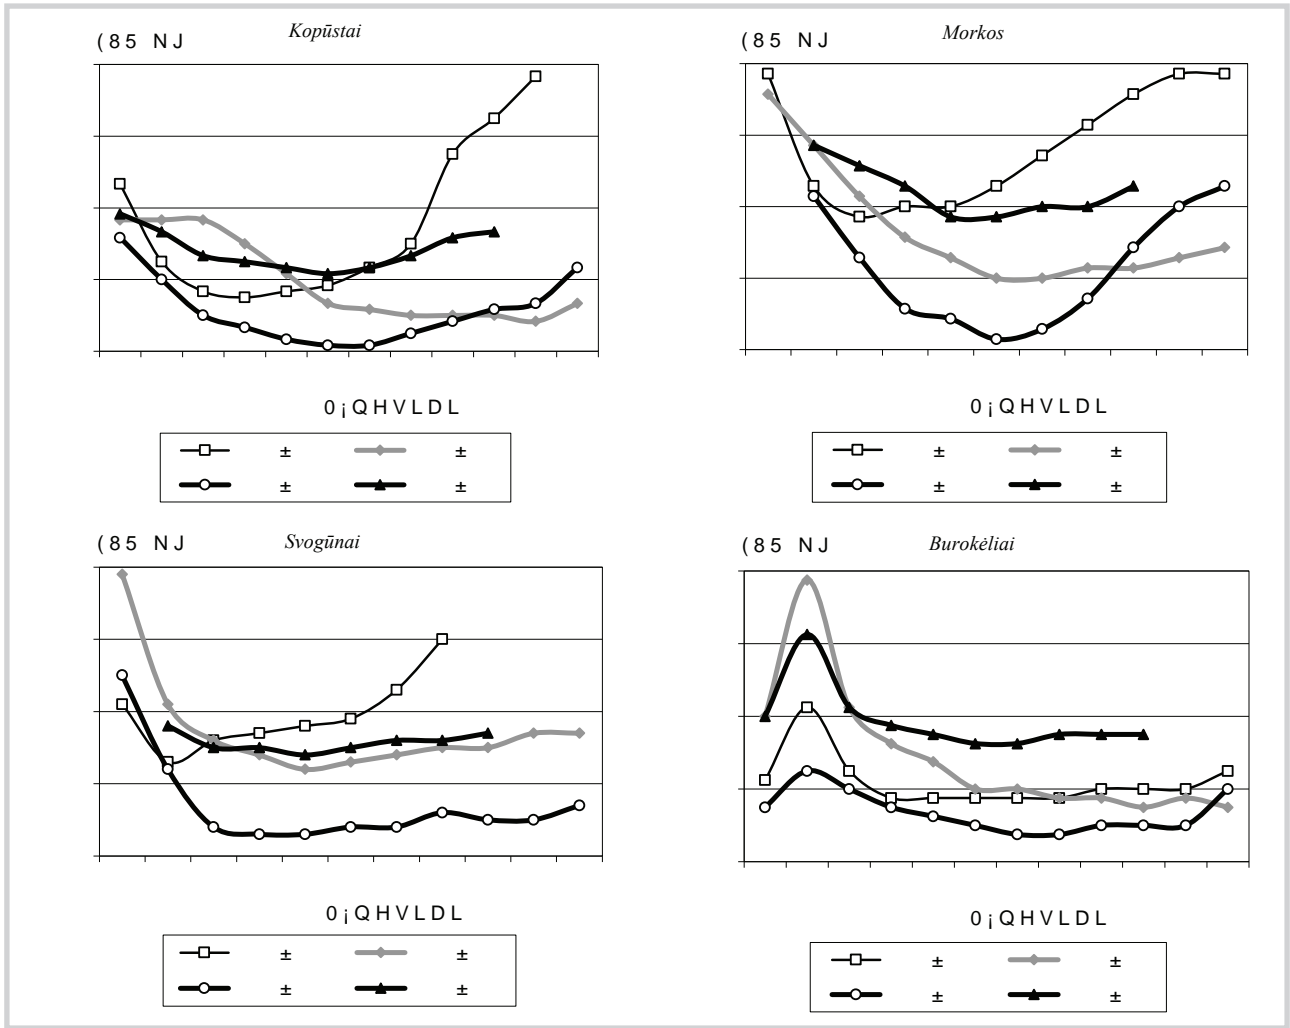 Kopūstai
(85 NJ
0¡QHVLDL
± ±
± ±
Morkos
(85 NJ
0¡QHVLDL
± ±
± ±
Svogūnai
(85 NJ
0¡QHVLDL
± ±
± ±
Burokėliai
(85 NJ
0¡QHVLDL
± ±
± ±